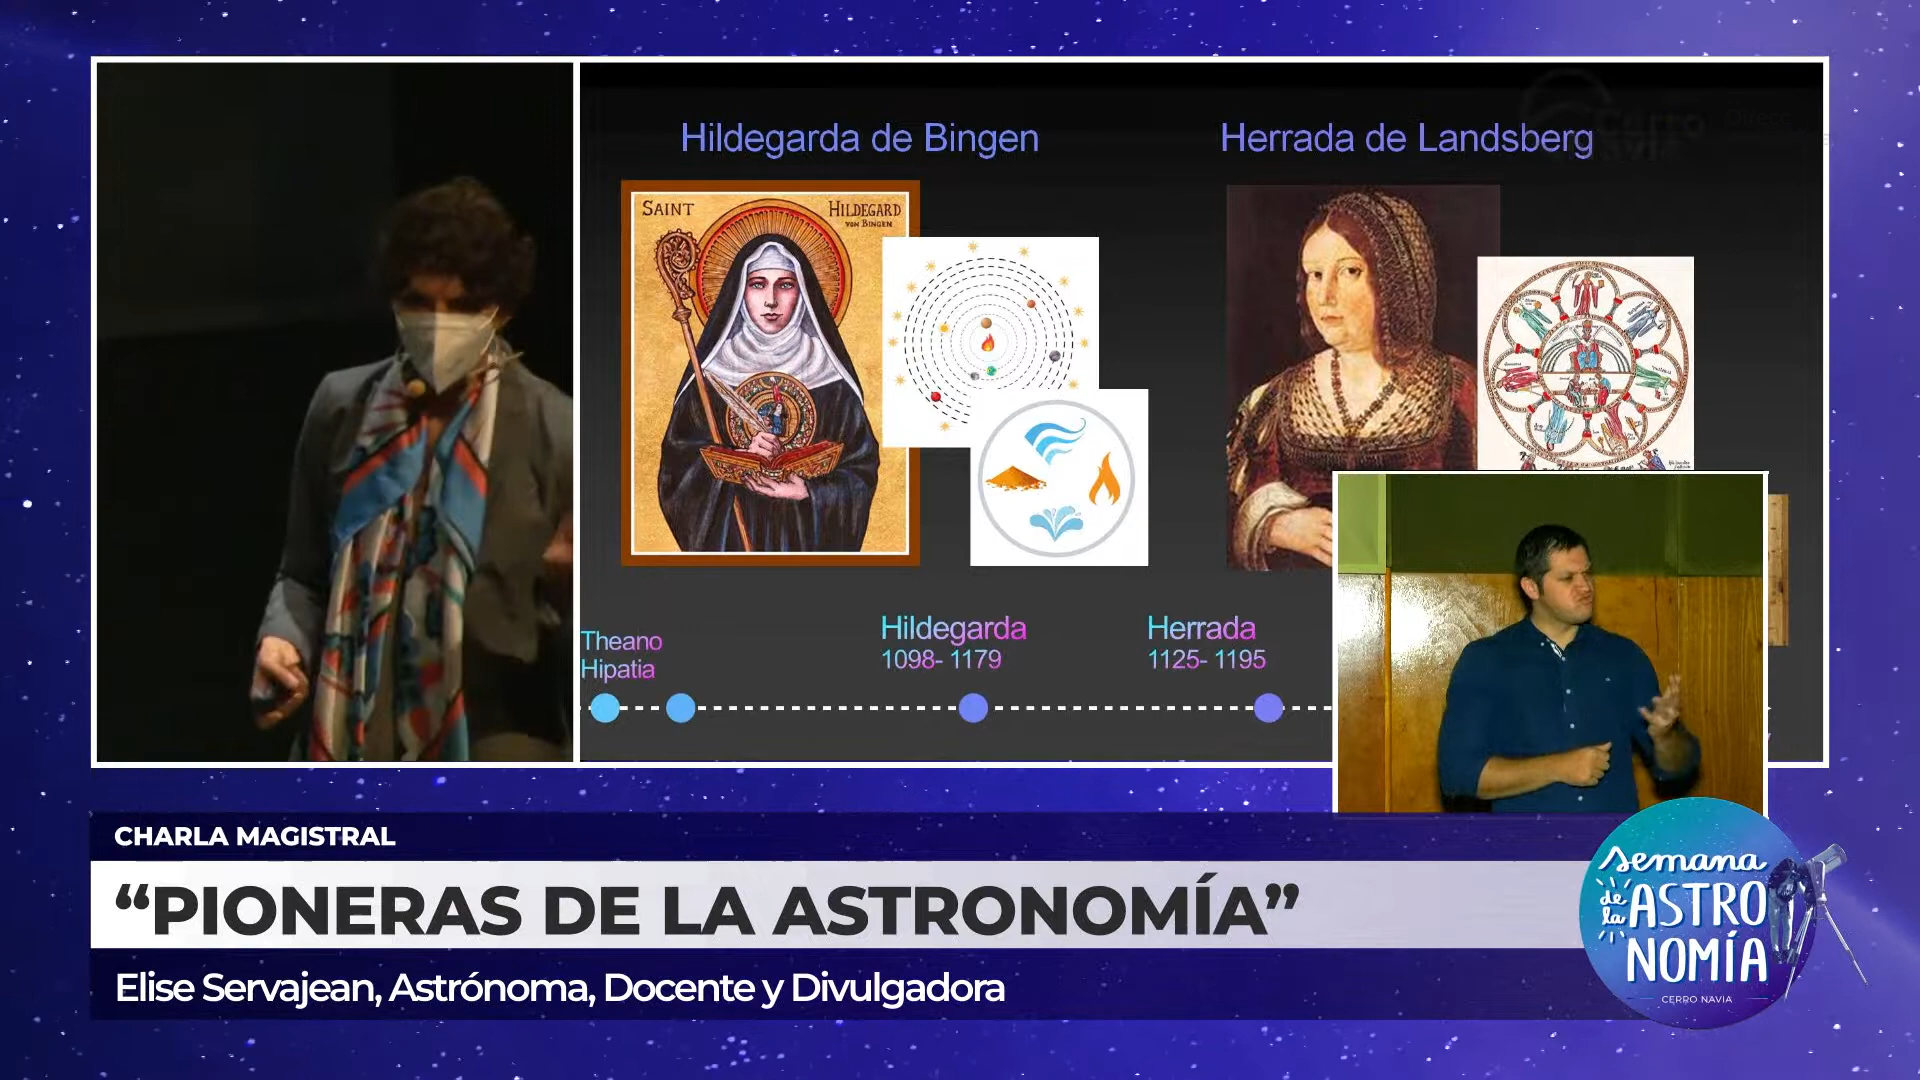 Hildegarda de Bingen
Herrada de Landsberg
SAINT
HILDEGARD
VON BINGEN
Theano
Hipatia
Hildegarda
1098- 1179
Herrada
1125- 1195
CHARLA MAGISTRAL
“PIONERAS DE LA ASTRONOMÍA”
Elise Servajean, Astrónoma, Docente y Divulgadora
Semana
de la
ASTRO
NOMÍA
CERRO NAVIA